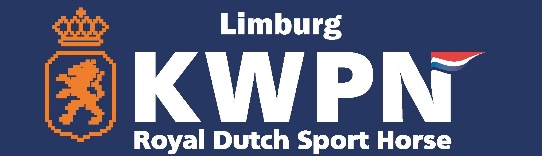 Limburg
KWPN
Royal Dutch Sport Horse